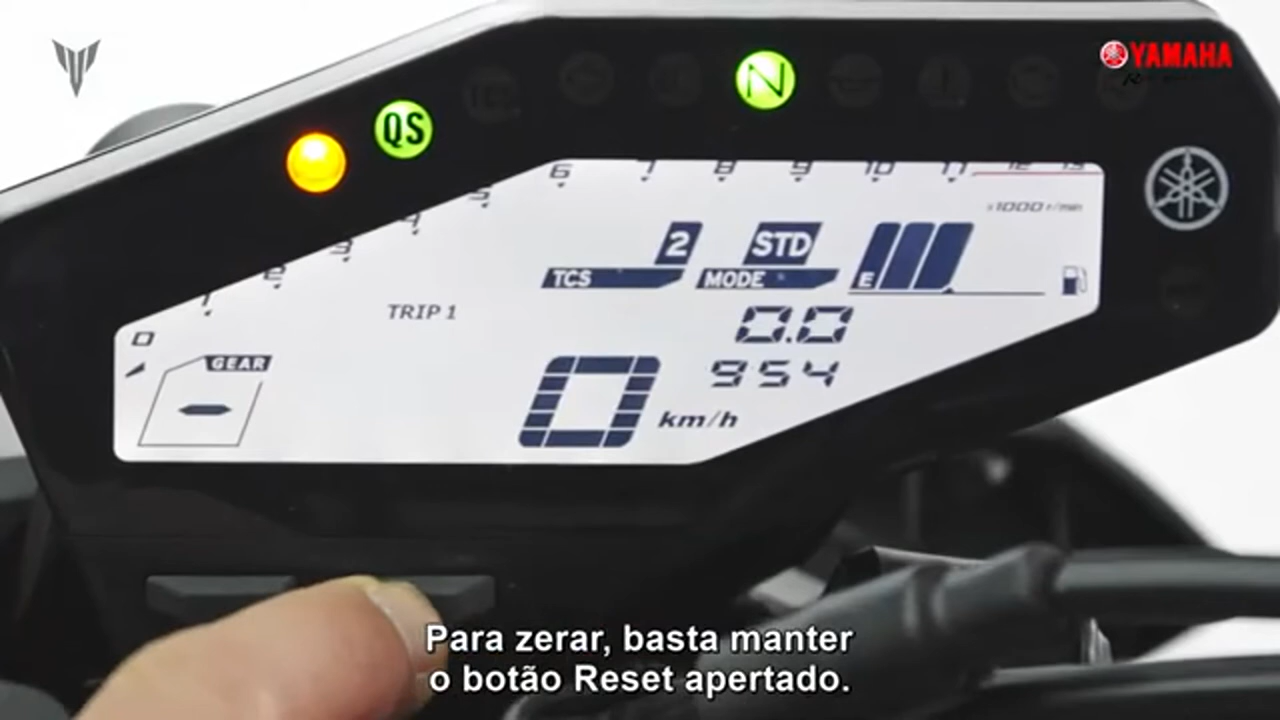 YAMAHA
N
QS
6 7 8 9 10 11 12 13
5
x1000 r/min
4
2 STD
3
TCS MODE E
2
1
TRIP 1
0.0
0
GEAR
954
0 km/h
Para zerar, basta manter
o botão Reset apertado.